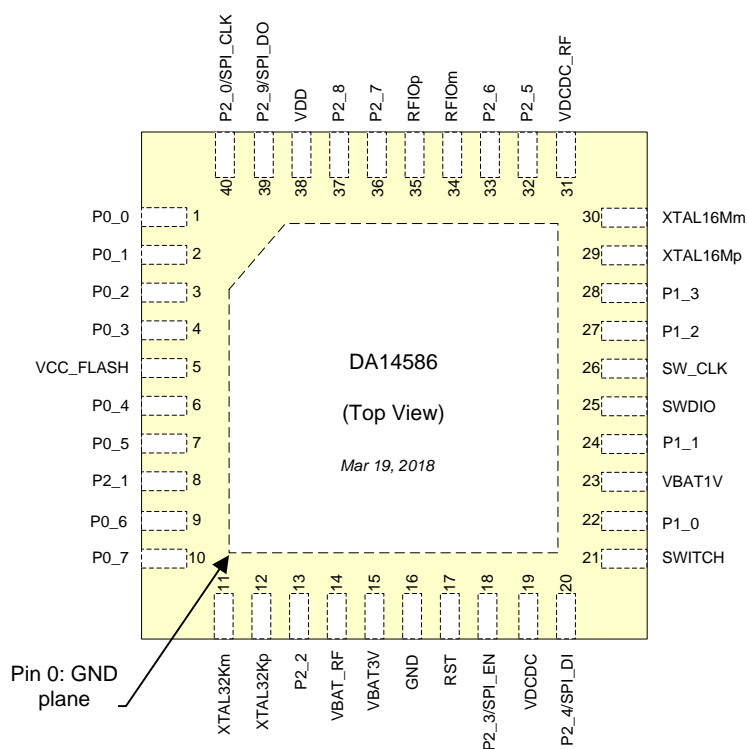 P2_0/SPI_CLK
P2_9/SPI_DO
VDD
P2_8
P2_7
RFIOp
RFIOm
P2_6
P2_5
VDCDC_RF
40
39
38
37
36
35
34
33
32
31
P0_0 1
P0_1 2
P0_2 3
P0_3 4
VCC_FLASH 5
P0_4 6
P0_5 7
P2_1 8
P0_6 9
P0_7 10
DA14586
(Top View)
Mar 19, 2018
30 XTAL16Mm
29 XTAL16Mp
28 P1_3
27 P1_2
26 SW_CLK
25 SWDIO
24 P1_1
23 VBAT1V
22 P1_0
21 SWITCH
11
12
13
14
15
16
17
18
19
20
XTAL32Km
XTAL32Kp
P2_2
VBAT_RF
VBAT3V
GND
RST
P2_3/SPI_EN
VDCDC
P2_4/SPI_DI
Pin 0: GND
plane